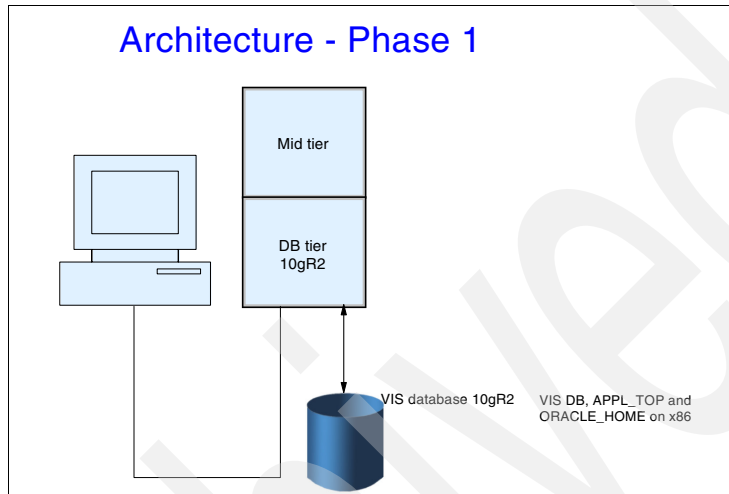 Architecture - Phase 1
Mid tier
DB tier
10gR2
VIS database 10gR2
VIS DB, APPL_TOP and
ORACLE_HOME on x86